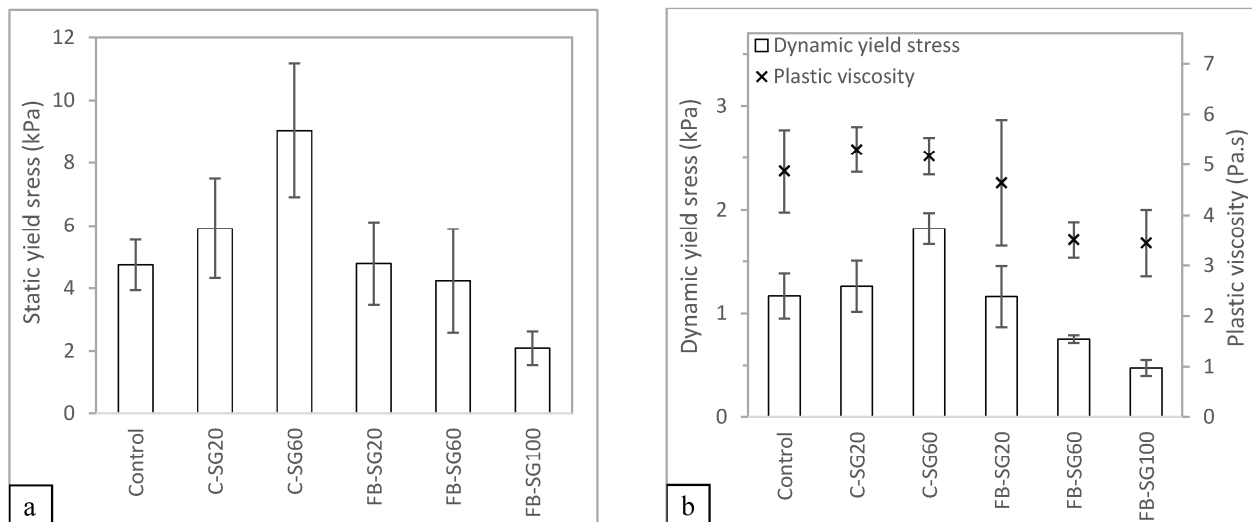 Static yield sress (kPa)
12
10
8
6
4
2
0
Control
C-SG20
C-SG60
FB-SG20
FB-SG60
FB-SG100
a
Dynamic yield stress
Plastic viscosity
Dynamic yield sress (kPa)
3
2
1
0
7
6
5
4
3
2
1
0
Plastic viscosity (Pa.s)
Control
C-SG20
C-SG60
FB-SG20
FB-SG60
FB-SG100
b